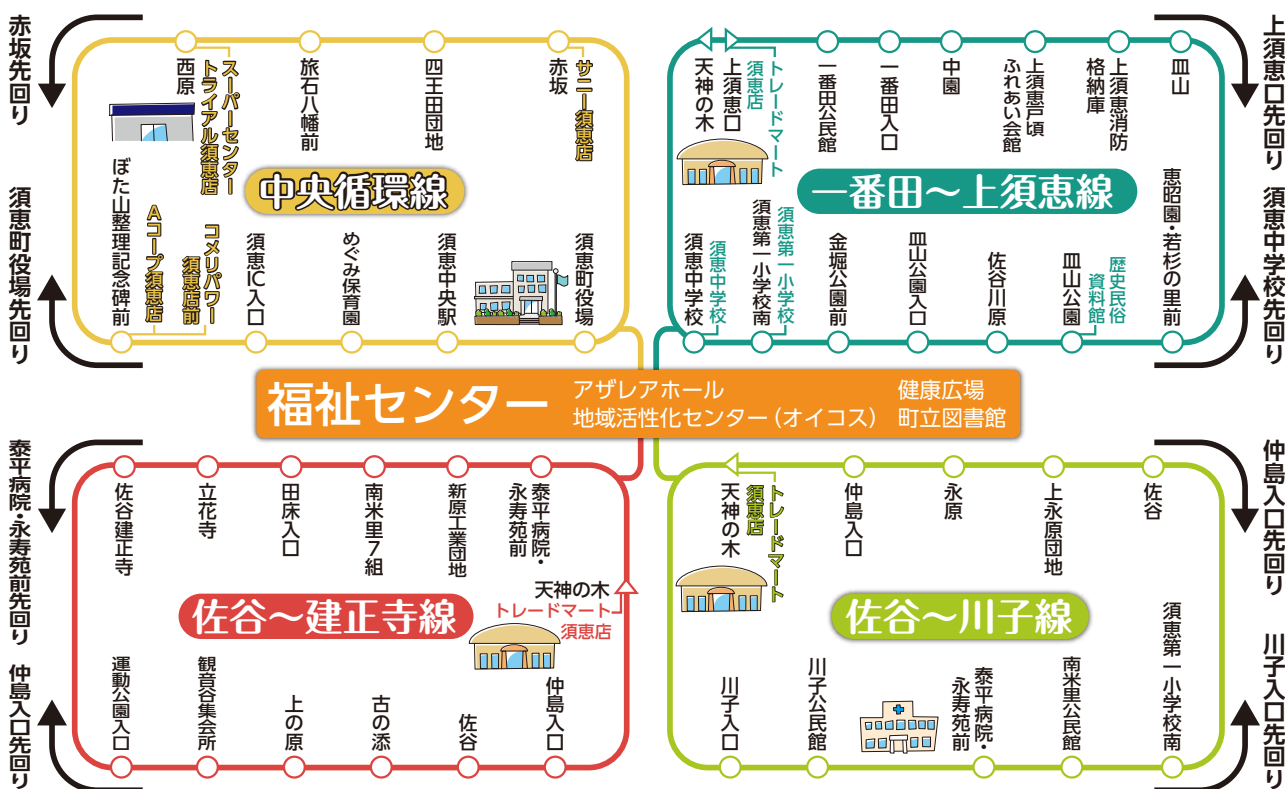 赤坂先回り
須恵町役場先回り
西原
スーパーセンター
トライアル須恵店
旅石八幡前
四王田団地
赤坂
サニー須恵店
中央循環線
ぼた山整理記念碑前
Aコープ須恵店
コメリパワー
須恵店前
須恵IC入口
めぐみ保育園
須恵中央駅
須恵町役場
上須恵口先回り
須恵中学校先回り
天神の木
上須恵口
トレードマート
須恵店
一番田公民館
一番田入口
中園
上須恵戸頃
ふれあい会館
上須恵消防
格納庫
皿山
一番田～上須恵線
須恵中学校
須恵中学校
須恵第一小学校南
須恵第一小学校
金堀公園前
皿山公園入口
佐谷川原
皿山公園
歴史民俗
資料館
恵昭園・若杉の里前
福祉センター
アザレアホール
地域活性化センター（オイコス）
健康広場
町立図書館
泰平病院・永寿苑前先回り
仲島入口先回り
佐谷建正寺
立花寺
田床入口
南米里7組
新原工業団地
泰平病院・
永寿苑前
天神の木
トレードマート
須恵店
佐谷～建正寺線
運動公園入口
観音谷集会所
上の原
古の添
佐谷
仲島入口
仲島入口先回り
川子入口先回り
天神の木
トレードマート
須恵店
仲島入口
永原
上永原団地
佐谷
佐谷～川子線
川子入口
川子公民館
泰平病院・
永寿苑前
南米里公民館
須恵第一小学校南